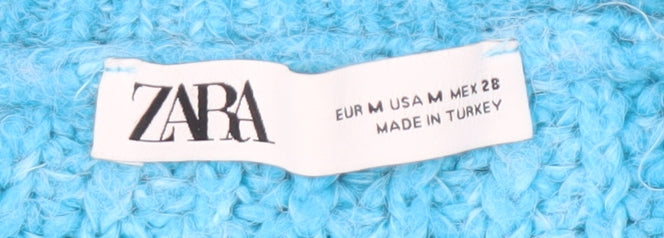 ZARA
EUR M USA M MEX 28
MADE IN TURKEY